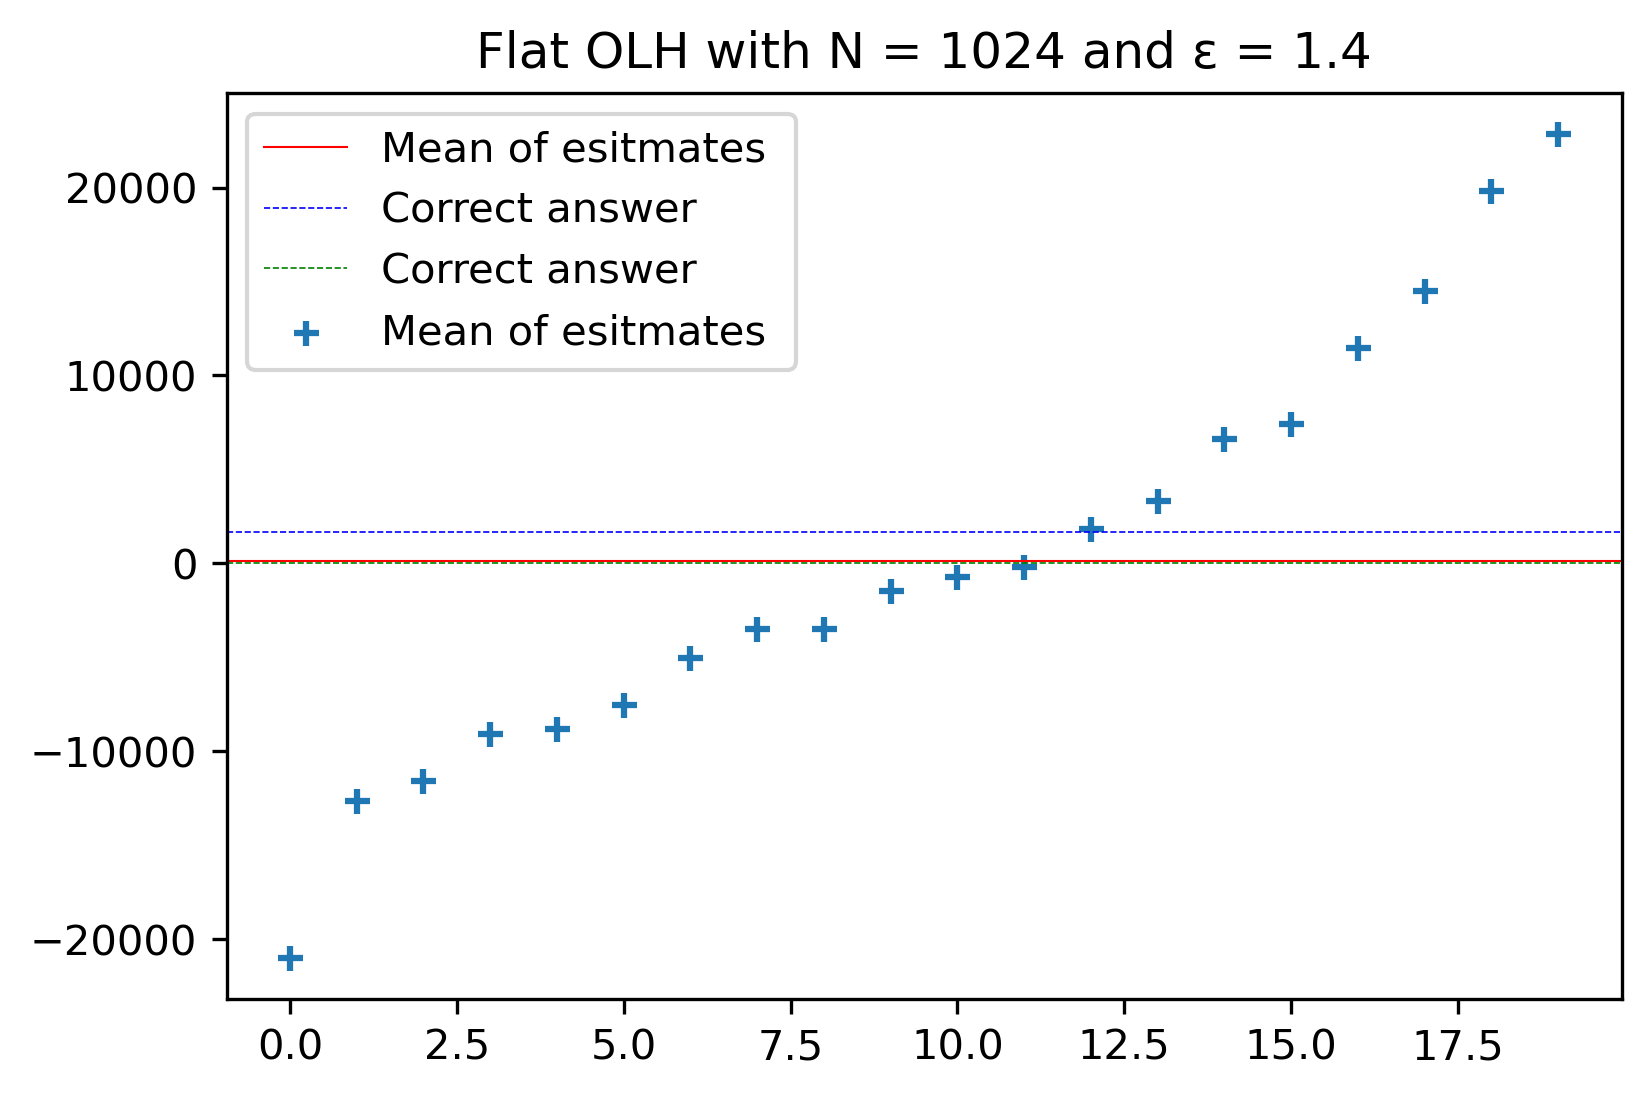 Flat OLH with N = 1024 and ε = 1.4
Mean of esitmates
Correct answer
Correct answer
Mean of esitmates
20000
10000
0
−10000
−20000
0.0 2.5 5.0 7.5 10.0 12.5 15.0 17.5